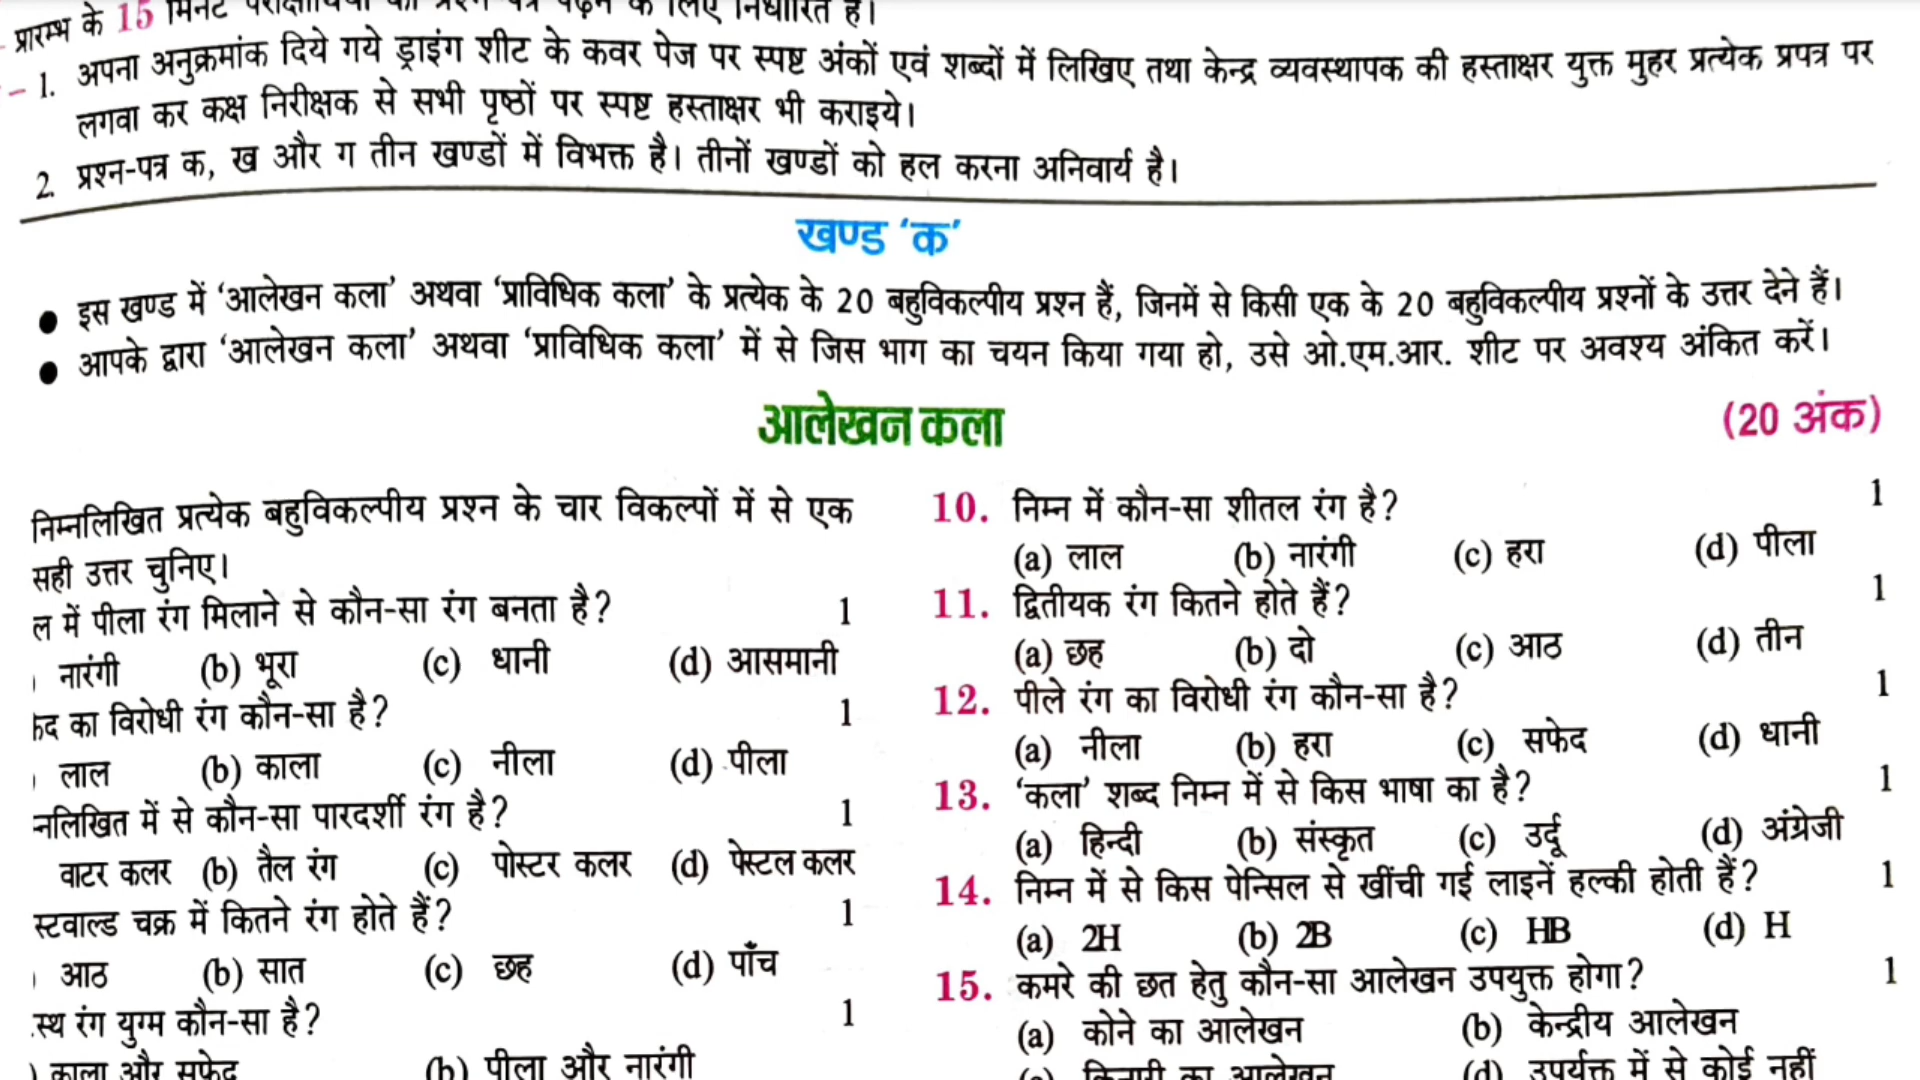 प्रारम्भ के 15 मिनट परीक्षार्थियों को प्रश्न पत्र पढ़ने के लिए निर्धारित हैं।
1. अपना अनुक्रमांक दिये गये ड्राइंग शीट के कवर पेज पर स्पष्ट अंकों एवं शब्दों में लिखिए तथा केन्द्र व्यवस्थापक की हस्ताक्षर युक्त मुहर प्रत्येक प्रपत्र पर
लगवा कर कक्ष निरीक्षक से सभी पृष्ठों पर स्पष्ट हस्ताक्षर भी कराइये।
2. प्रश्न-पत्र क, ख और ग तीन खण्डों में विभक्त है। तीनों खण्डों को हल करना अनिवार्य है।
खण्ड ‘क’
● इस खण्ड में ‘आलेखन कला’ अथवा ‘प्राविधिक कला’ के प्रत्येक के 20 बहुविकल्पीय प्रश्न हैं, जिनमें से किसी एक के 20 बहुविकल्पीय प्रश्नों के उत्तर देने हैं।
● आपके द्वारा ‘आलेखन कला’ अथवा ‘प्राविधिक कला’ में से जिस भाग का चयन किया गया हो, उसे ओ.एम.आर. शीट पर अवश्य अंकित करें।
आलेखन कला (20 अंक)
निम्नलिखित प्रत्येक बहुविकल्पीय प्रश्न के चार विकल्पों में से एक
सही उत्तर चुनिए।
ल में पीला रंग मिलाने से कौन-सा रंग बनता है? 1
नारंगी (b) भूरा (c) धानी (d) आसमानी
फेद का विरोधी रंग कौन-सा है? 1
लाल (b) काला (c) नीला (d) पीला
नलिखित में से कौन-सा पारदर्शी रंग है? 1
वाटर कलर (b) तैल रंग (c) पोस्टर कलर (d) पेस्टल कलर
स्टवाल्ड चक्र में कितने रंग होते हैं? 1
) आठ (b) सात (c) छह (d) पाँच
स्थ रंग युग्म कौन-सा है? 1
) काला और सफेद (b) पीला और नारंगी
10. निम्न में कौन-सा शीतल रंग है? 1
(a) लाल (b) नारंगी (c) हरा (d) पीला
11. द्वितीयक रंग कितने होते हैं? 1
(a) छह (b) दो (c) आठ (d) तीन
12. पीले रंग का विरोधी रंग कौन-सा है? 1
(a) नीला (b) हरा (c) सफेद (d) धानी
13. ‘कला’ शब्द निम्न में से किस भाषा का है? 1
(a) हिन्दी (b) संस्कृत (c) उर्दू (d) अंग्रेजी
14. निम्न में से किस पेन्सिल से खींची गई लाइनें हल्की होती हैं? 1
(a) 2H (b) 2B (c) HB (d) H
15. कमरे की छत हेतु कौन-सा आलेखन उपयुक्त होगा? 1
(a) कोने का आलेखन (b) केन्द्रीय आलेखन
(c) किनारी का आलेखन (d) उपर्युक्त में से कोई नहीं